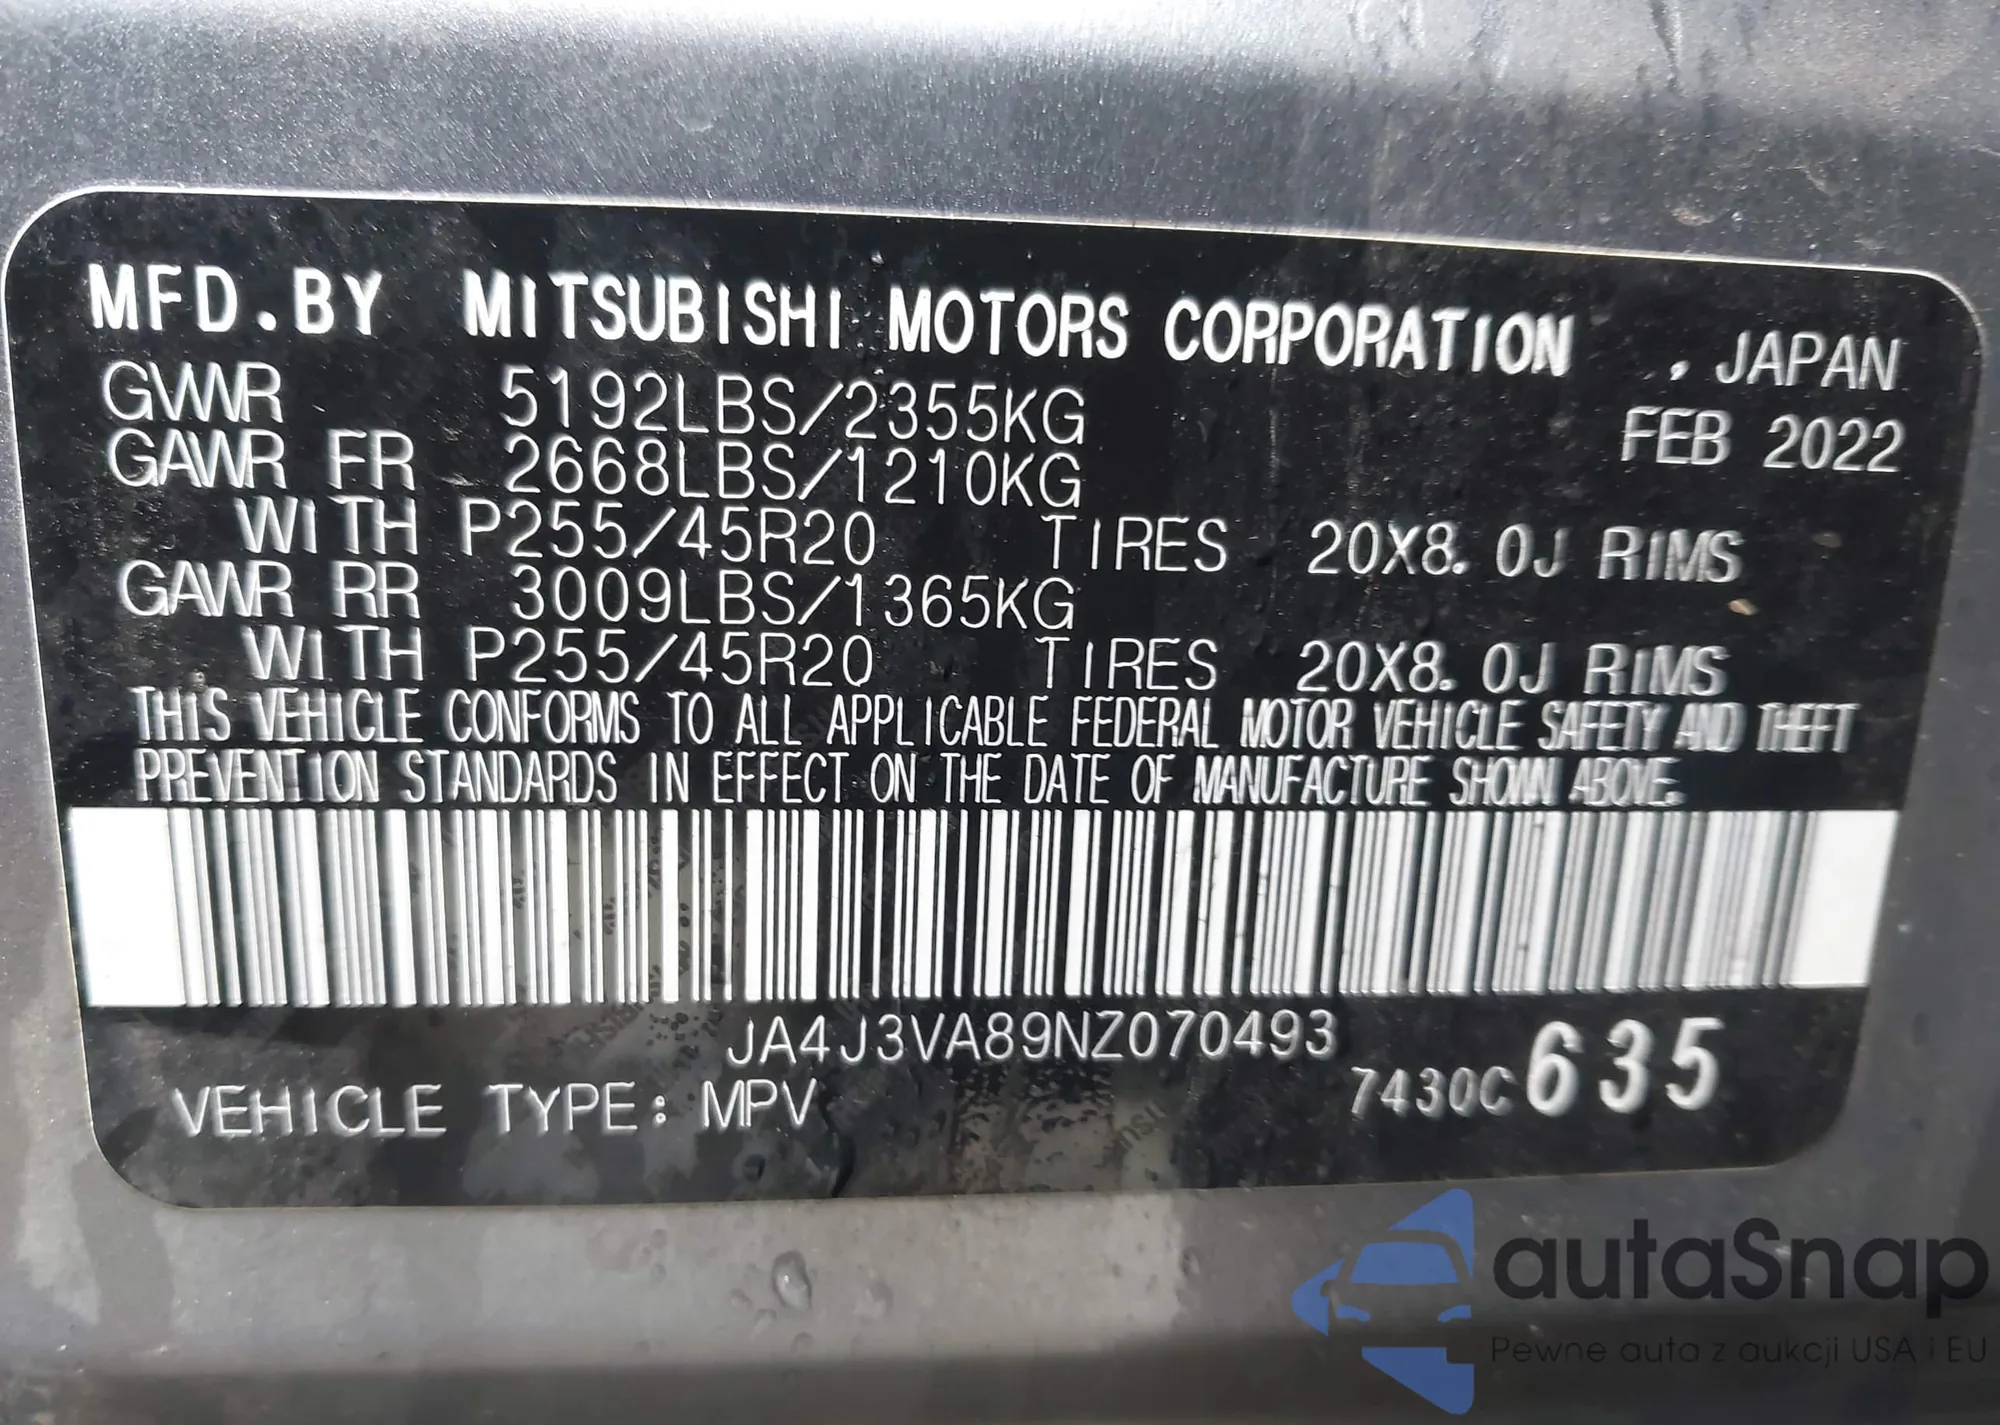 MFD.BY MITSUBISHI MOTORS CORPORATION , JAPAN
GVWR 5192LBS/2355KG FEB 2022
GAWR FR 2668LBS/1210KG
WITH P255/45R20 TIRES 20X8.0J RIMS
GAWR RR 3009LBS/1365KG
WITH P255/45R20 TIRES 20X8.0J RIMS
THIS VEHICLE CONFORMS TO ALL APPLICABLE FEDERAL MOTOR VEHICLE SAFETY AND THEFT
PREVENTION STANDARDS IN EFFECT ON THE DATE OF MANUFACTURE SHOWN ABOVE.
JA4J3VA89NZ070493
VEHICLE TYPE: MPV 7430C 635
autaSnap
Pewne auta z aukcji USA i EU